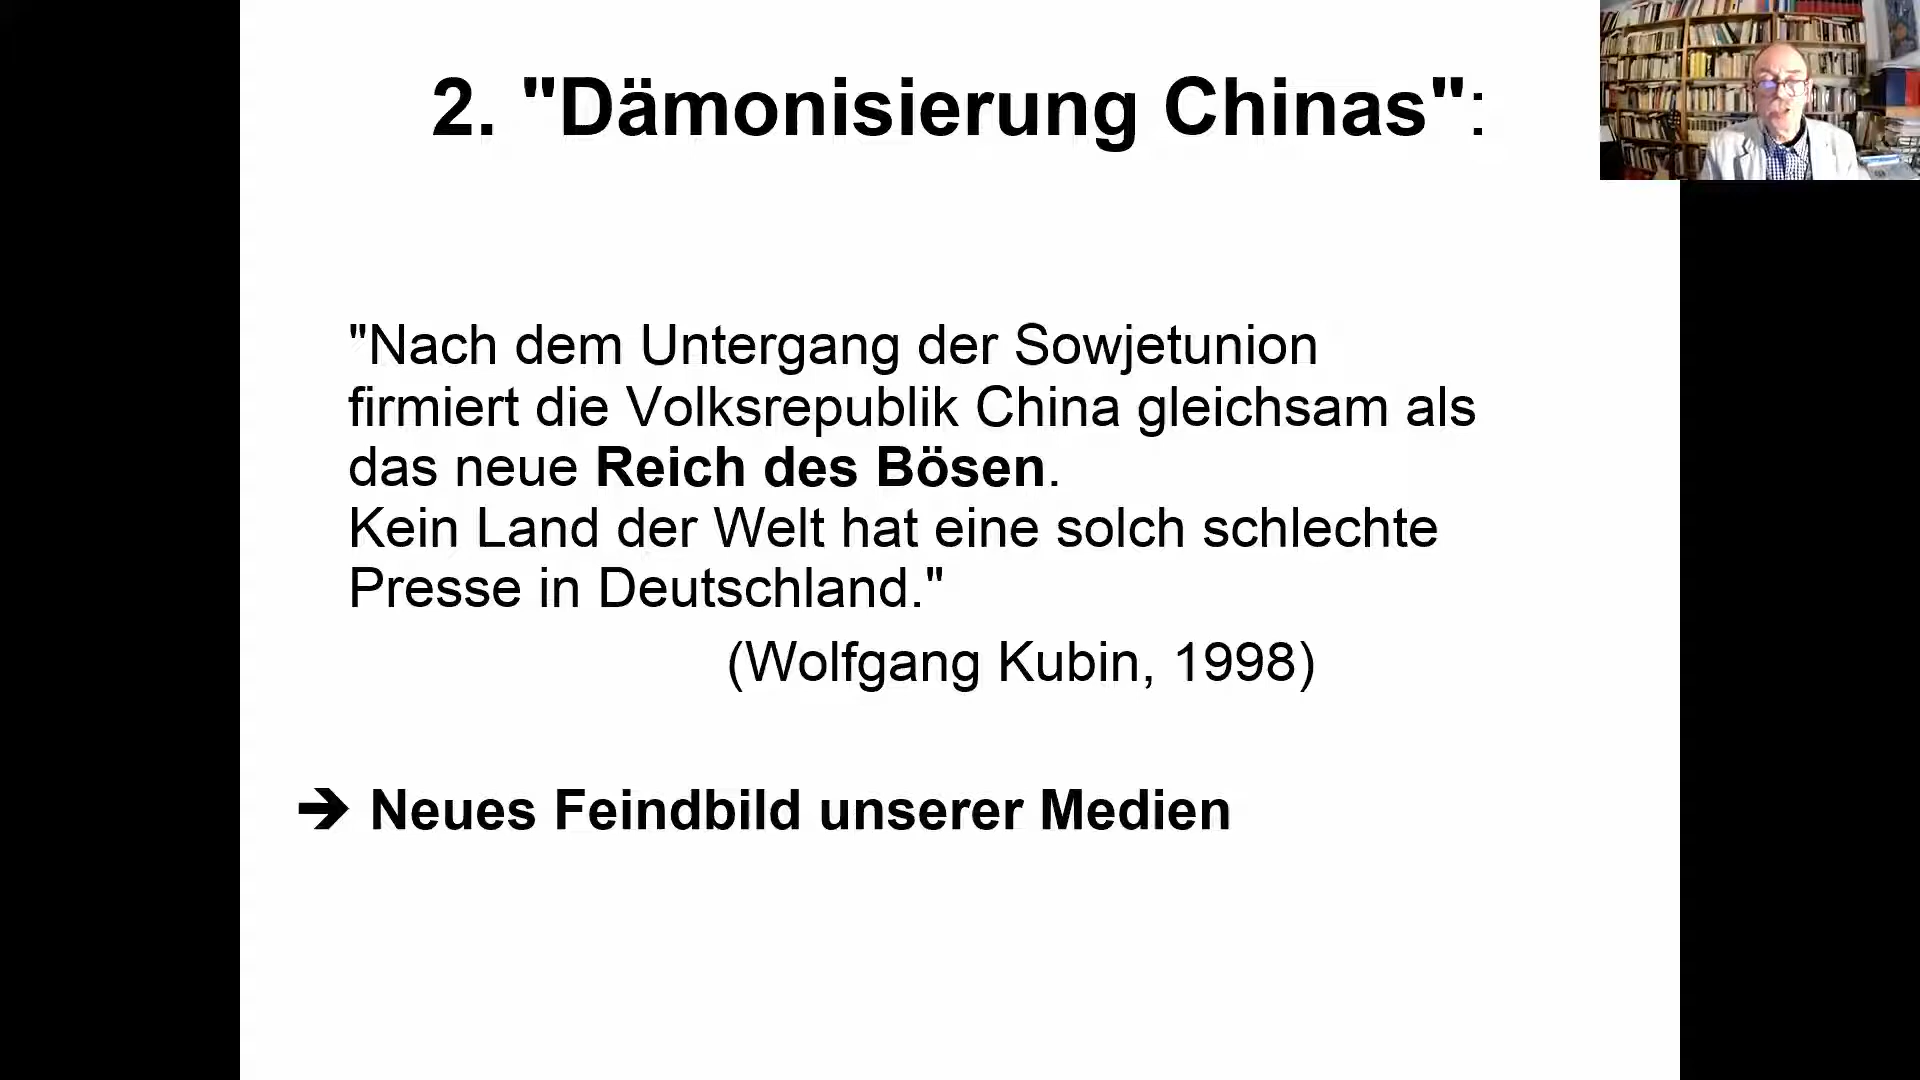 2. "Dämonisierung Chinas":
"Nach dem Untergang der Sowjetunion
firmiert die Volksrepublik China gleichsam als
das neue Reich des Bösen.
Kein Land der Welt hat eine solch schlechte
Presse in Deutschland."
(Wolfgang Kubin, 1998)
➔ Neues Feindbild unserer Medien